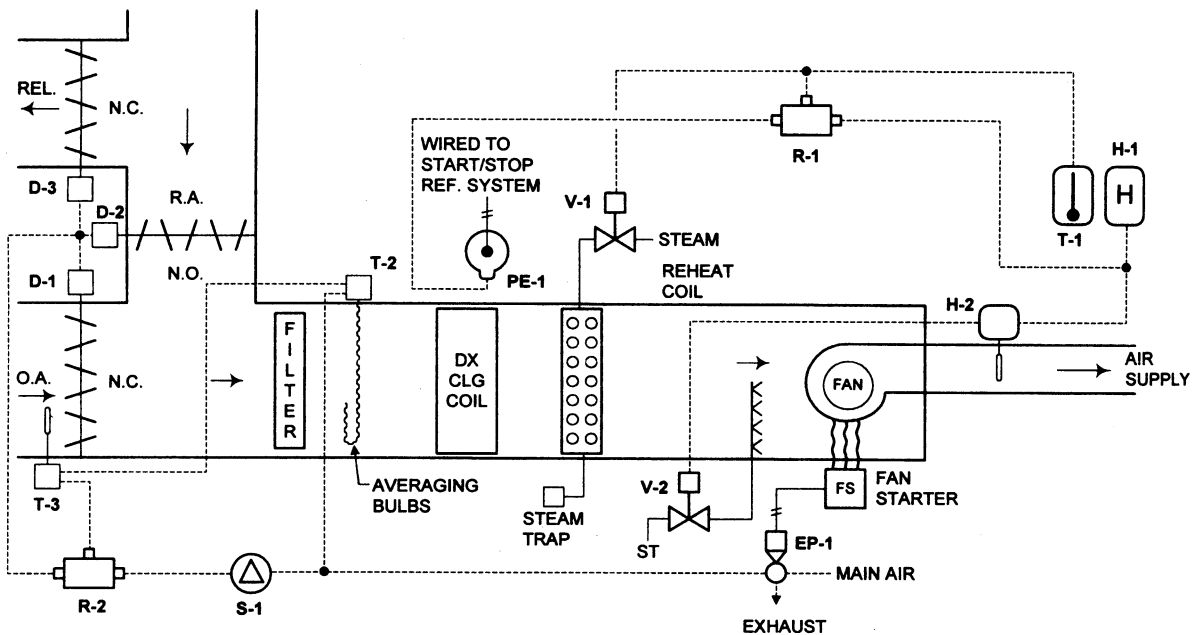 REL.
N.C.
D-3
D-2
R.A.
N.O.
D-1
O.A.
N.C.
T-3
R-2
S-1
FILTER
T-2
AVERAGING
BULBS
WIRED TO
START/STOP
REF. SYSTEM
PE-1
DX
CLG
COIL
V-1
STEAM
REHEAT
COIL
STEAM
TRAP
R-1
T-1
H-1
H
H-2
AIR
SUPPLY
FAN
FS
FAN
STARTER
V-2
ST
EP-1
MAIN AIR
EXHAUST